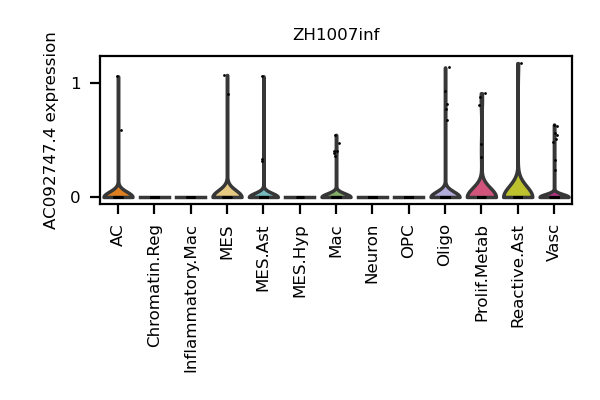 ZH1007inf
AC092747.4 expression
1
0
AC
Chromatin.Reg
Inflammatory.Mac
MES
MES.Ast
MES.Hyp
Mac
Neuron
OPC
Oligo
Prolif.Metab
Reactive.Ast
Vasc